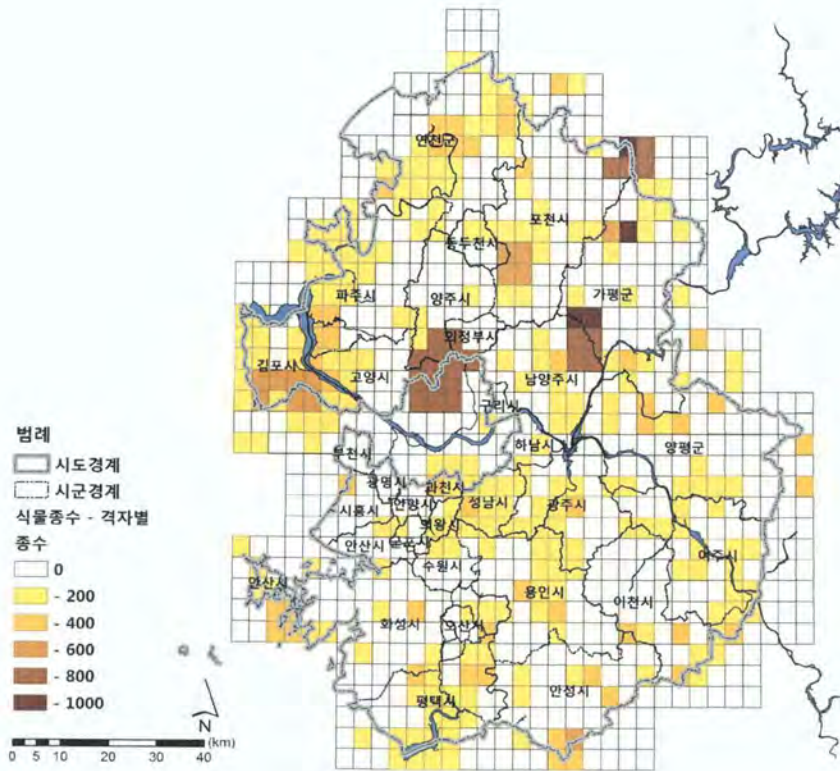 연천군
포천시
동두천시
파주시
양주시
가평군
의정부시
김포시
고양시
남양주시
구리시
하남시
양평군
부천시
광명시
과천시
시흥시
안양시
성남시
광주시
의왕시
안산시
군포시
수원시
여주시
안산시
용인시
이천시
화성시
오산시
평택시
안성시
범례
시도경계
시군경계
식물종수 - 격자별
종수
0
- 200
- 400
- 600
- 800
- 1000
N
(km)
0 5 10 20 30 40